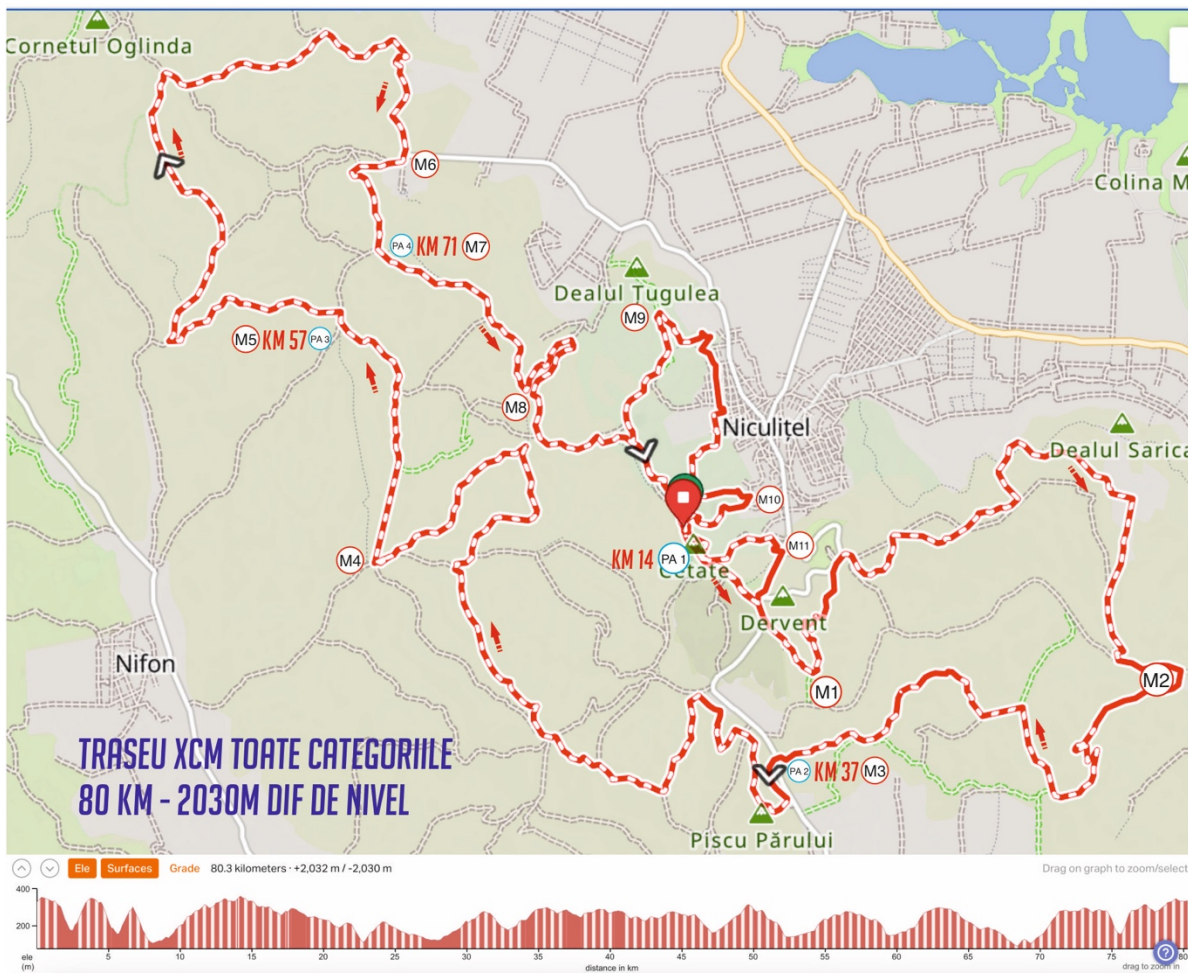 Cornetul Oglinda
M6
Colina M
PA 4 KM 71 M7
Dealul Tugulea
M9
M5 KM 57 PA 3
M8
Niculițel
Dealul Sarica
M10
M11
M4
KM 14 PA 1
Cetate
Dervent
Nifon
M2
M1
TRASEU XCM TOATE CATEGORIILE
80 KM - 2030M DIF DE NIVEL
PA 2 KM 37 M3
Piscu Părului
Ele Surfaces Grade 80.3 kilometers · +2,032 m / -2,030 m Drag on graph to zoom/select
400
200
ele
(m)
5 10 15 20 25 30 35 40 45 50 55 60 65 70 75 80
distance in km
drag to zoom in
?